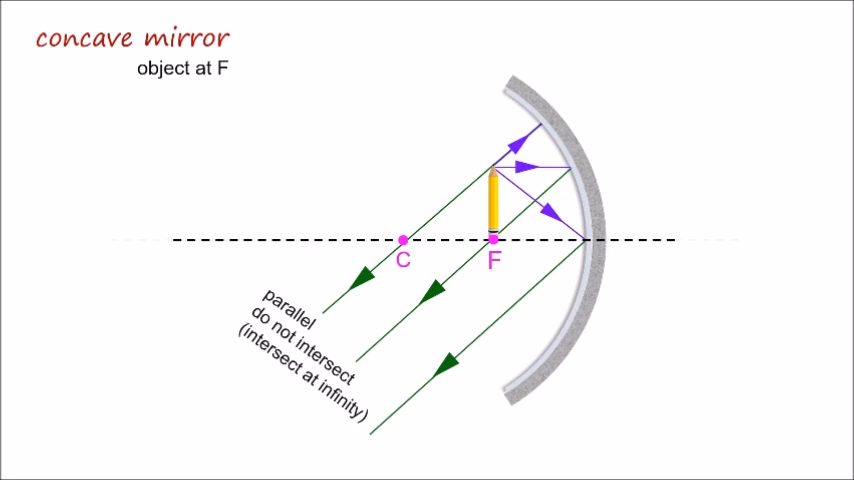 concave mirror
object at F
C
F
parallel
do not intersect
(intersect at infinity)